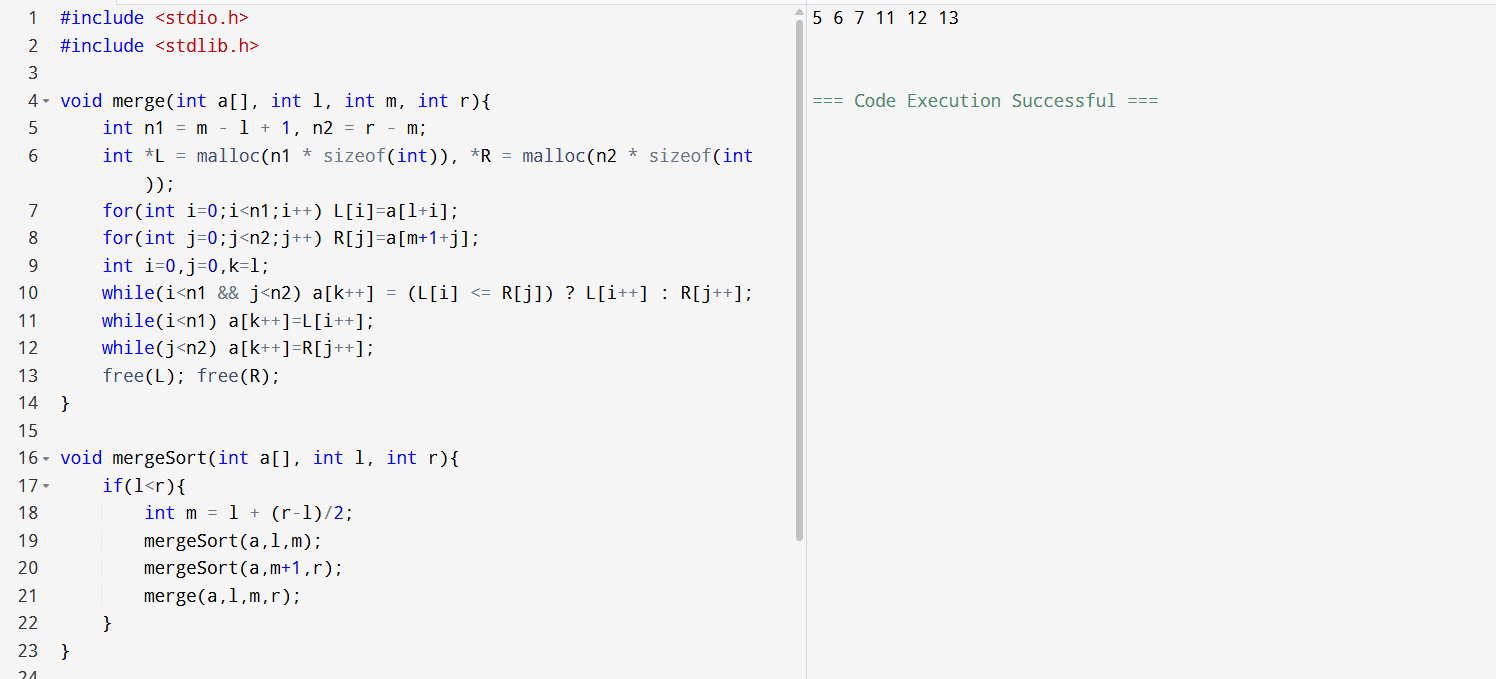 1 #include <stdio.h>
2 #include <stdlib.h>
3
4 void merge(int a[], int l, int m, int r){
5     int n1 = m - l + 1, n2 = r - m;
6     int *L = malloc(n1 * sizeof(int)), *R = malloc(n2 * sizeof(int
        ));
7     for(int i=0;i<n1;i++) L[i]=a[l+i];
8     for(int j=0;j<n2;j++) R[j]=a[m+1+j];
9     int i=0,j=0,k=l;
10     while(i<n1 && j<n2) a[k++] = (L[i] <= R[j]) ? L[i++] : R[j++];
11     while(i<n1) a[k++]=L[i++];
12     while(j<n2) a[k++]=R[j++];
13     free(L); free(R);
14 }
15
16 void mergeSort(int a[], int l, int r){
17     if(l<r){
18         int m = l + (r-l)/2;
19         mergeSort(a,l,m);
20         mergeSort(a,m+1,r);
21         merge(a,l,m,r);
22     }
23 }
24
5 6 7 11 12 13
=== Code Execution Successful ===